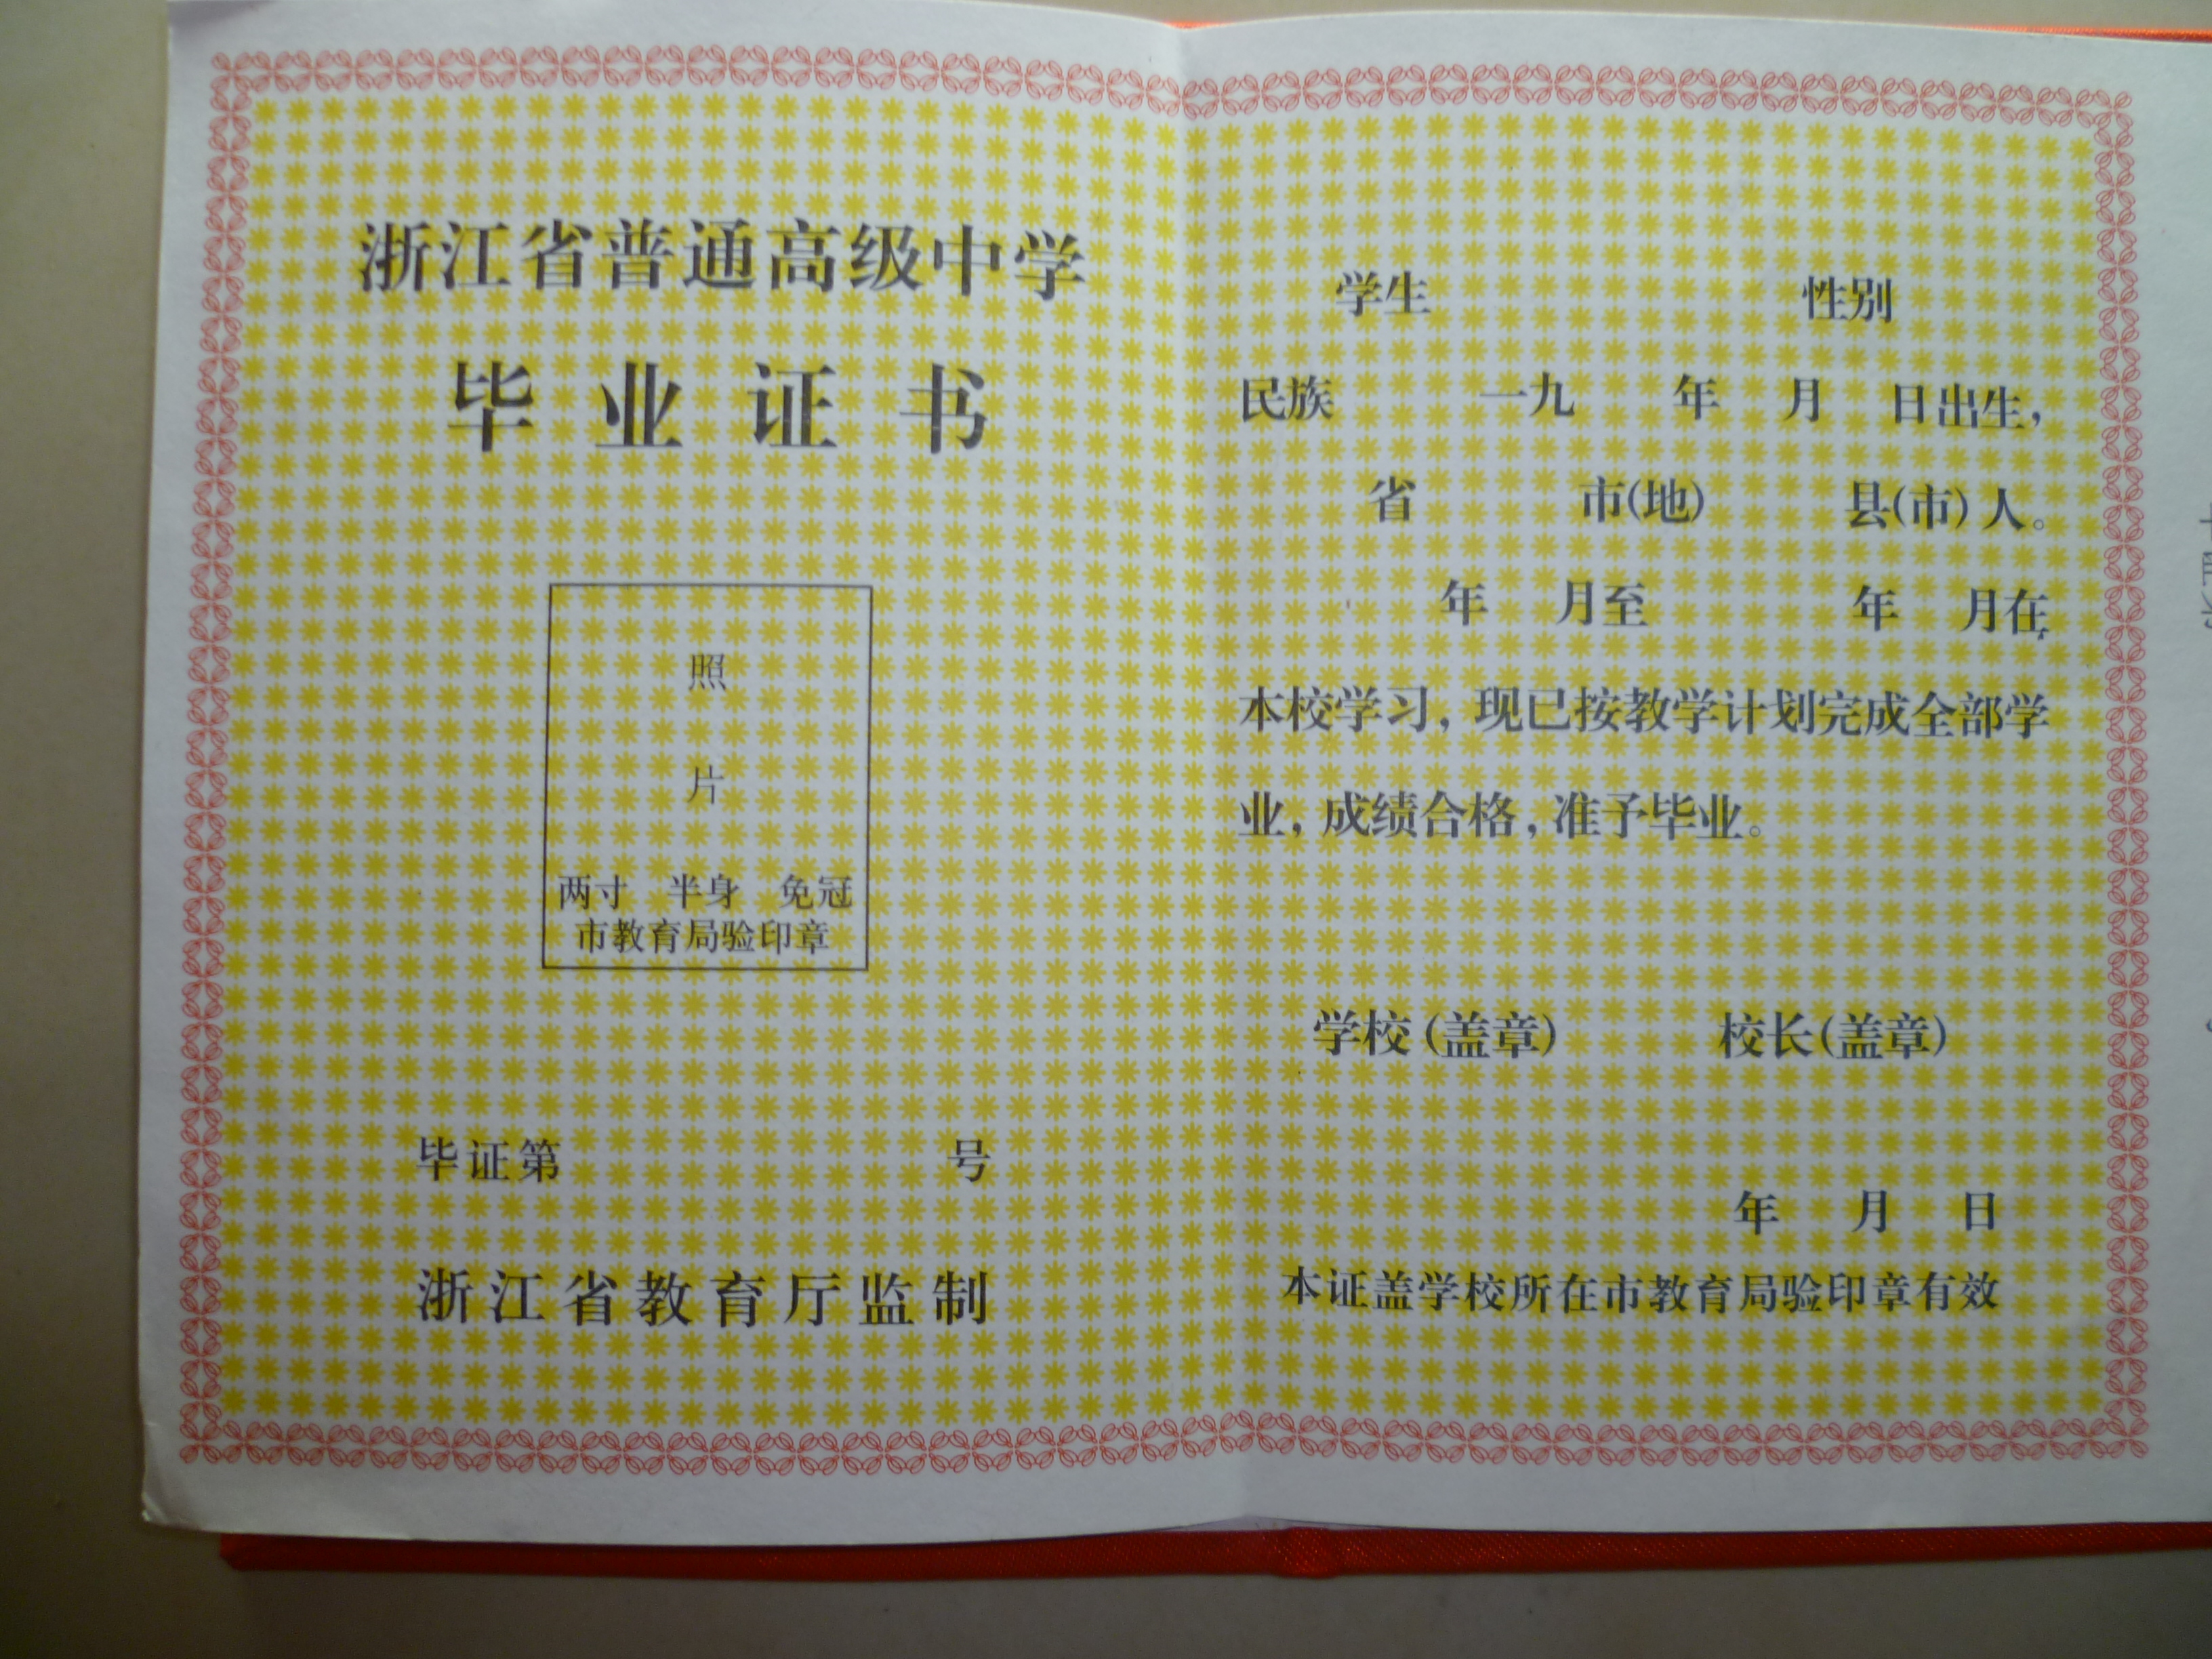 浙江省普通高级中学
毕业证书
照
片
两寸 半身 免冠
市教育局验印章
毕证第 号
浙江省教育厅监制
学生 性别
民族 一九 年 月 日出生,
省 市(地) 县(市)人。
年 月至 年 月在
本校学习, 现已按教学计划完成全部学
业, 成绩合格, 准予毕业。
学校(盖章) 校长(盖章)
年 月 日
本证盖学校所在市教育局验印章有效